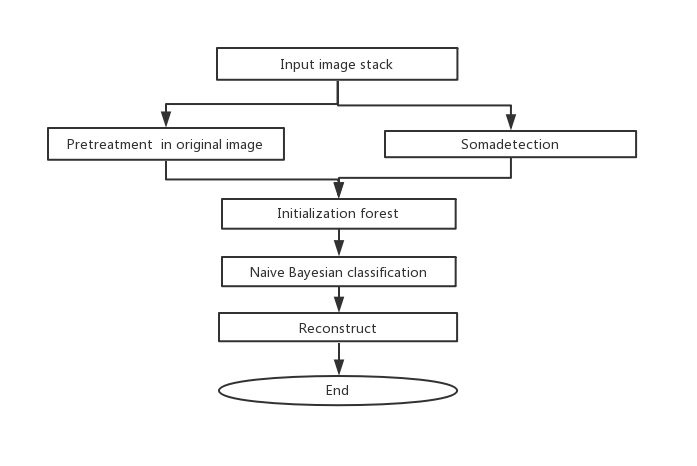 Input image stack
Pretreatment  in original image
Somadetection
Initialization forest
Naive Bayesian classification
Reconstruct
End